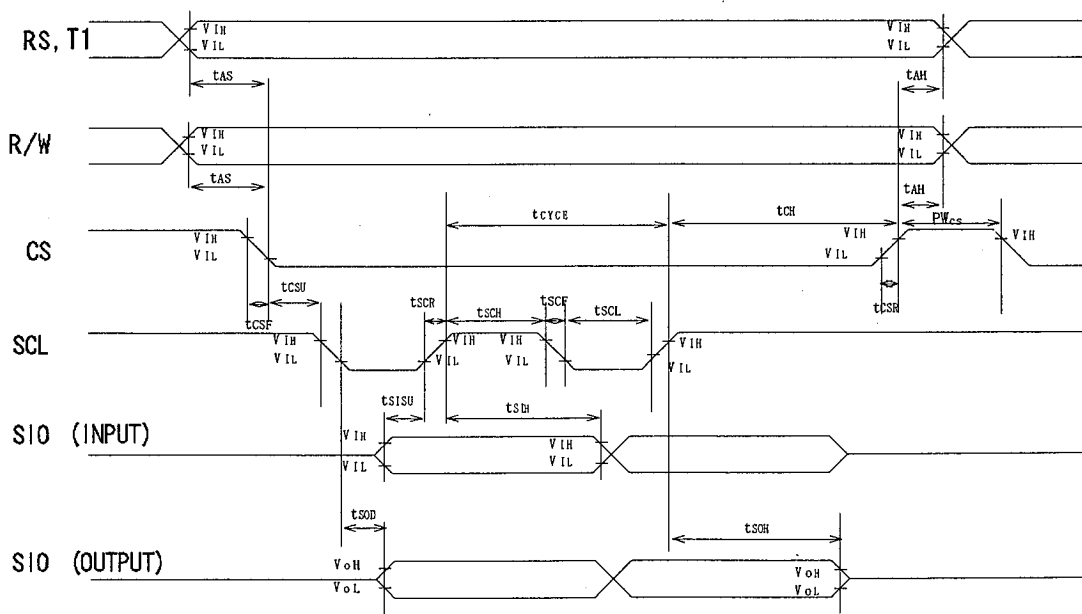 RS, T1
VIH
VIL
VIH
VIL
tAS
tAH
R/W
VIH
VIL
VIH
VIL
tAS
tAH
tCYCE
tCH
PWCS
CS
VIH
VIL
VIH
VIL
VIH
tCSF
tCSU
tSCR
tSCH
tSCF
tSCL
tCSR
SCL
VIH
VIL
VIH
VIL
VIH
VIL
VIH
VIL
tSISU
tSIH
SIO (INPUT)
VIH
VIL
VIH
VIL
tSOD
tSOH
SIO (OUTPUT)
VOH
VOL
VOH
VOL